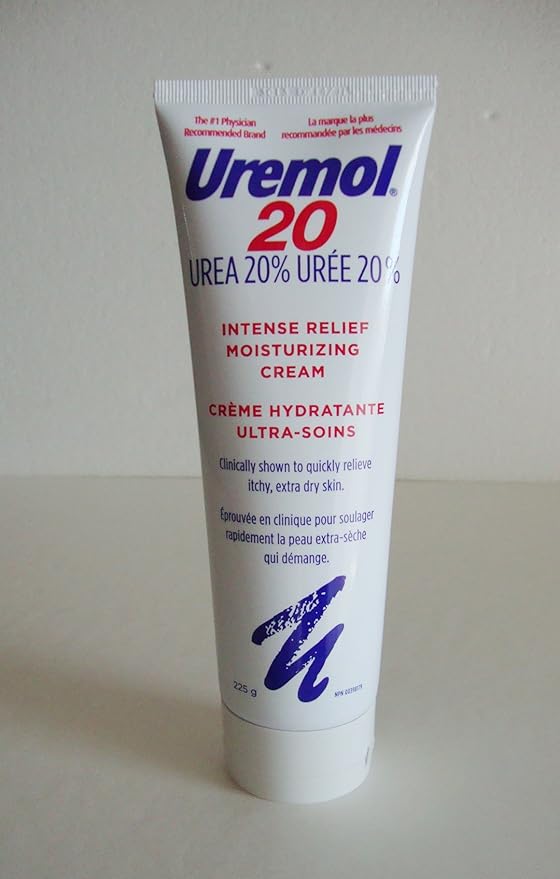 The #1 Physician
Recommended Brand
La marque la plus
recommandée par les médecins
Uremol®
20
UREA 20% URÉE 20%
INTENSE RELIEF
MOISTURIZING
CREAM
CRÈME HYDRATANTE
ULTRA-SOINS
Clinically shown to quickly relieve
itchy, extra dry skin.
Éprouvée en clinique pour soulager
rapidement la peau extra-sèche
qui démange.
225 g
NPN